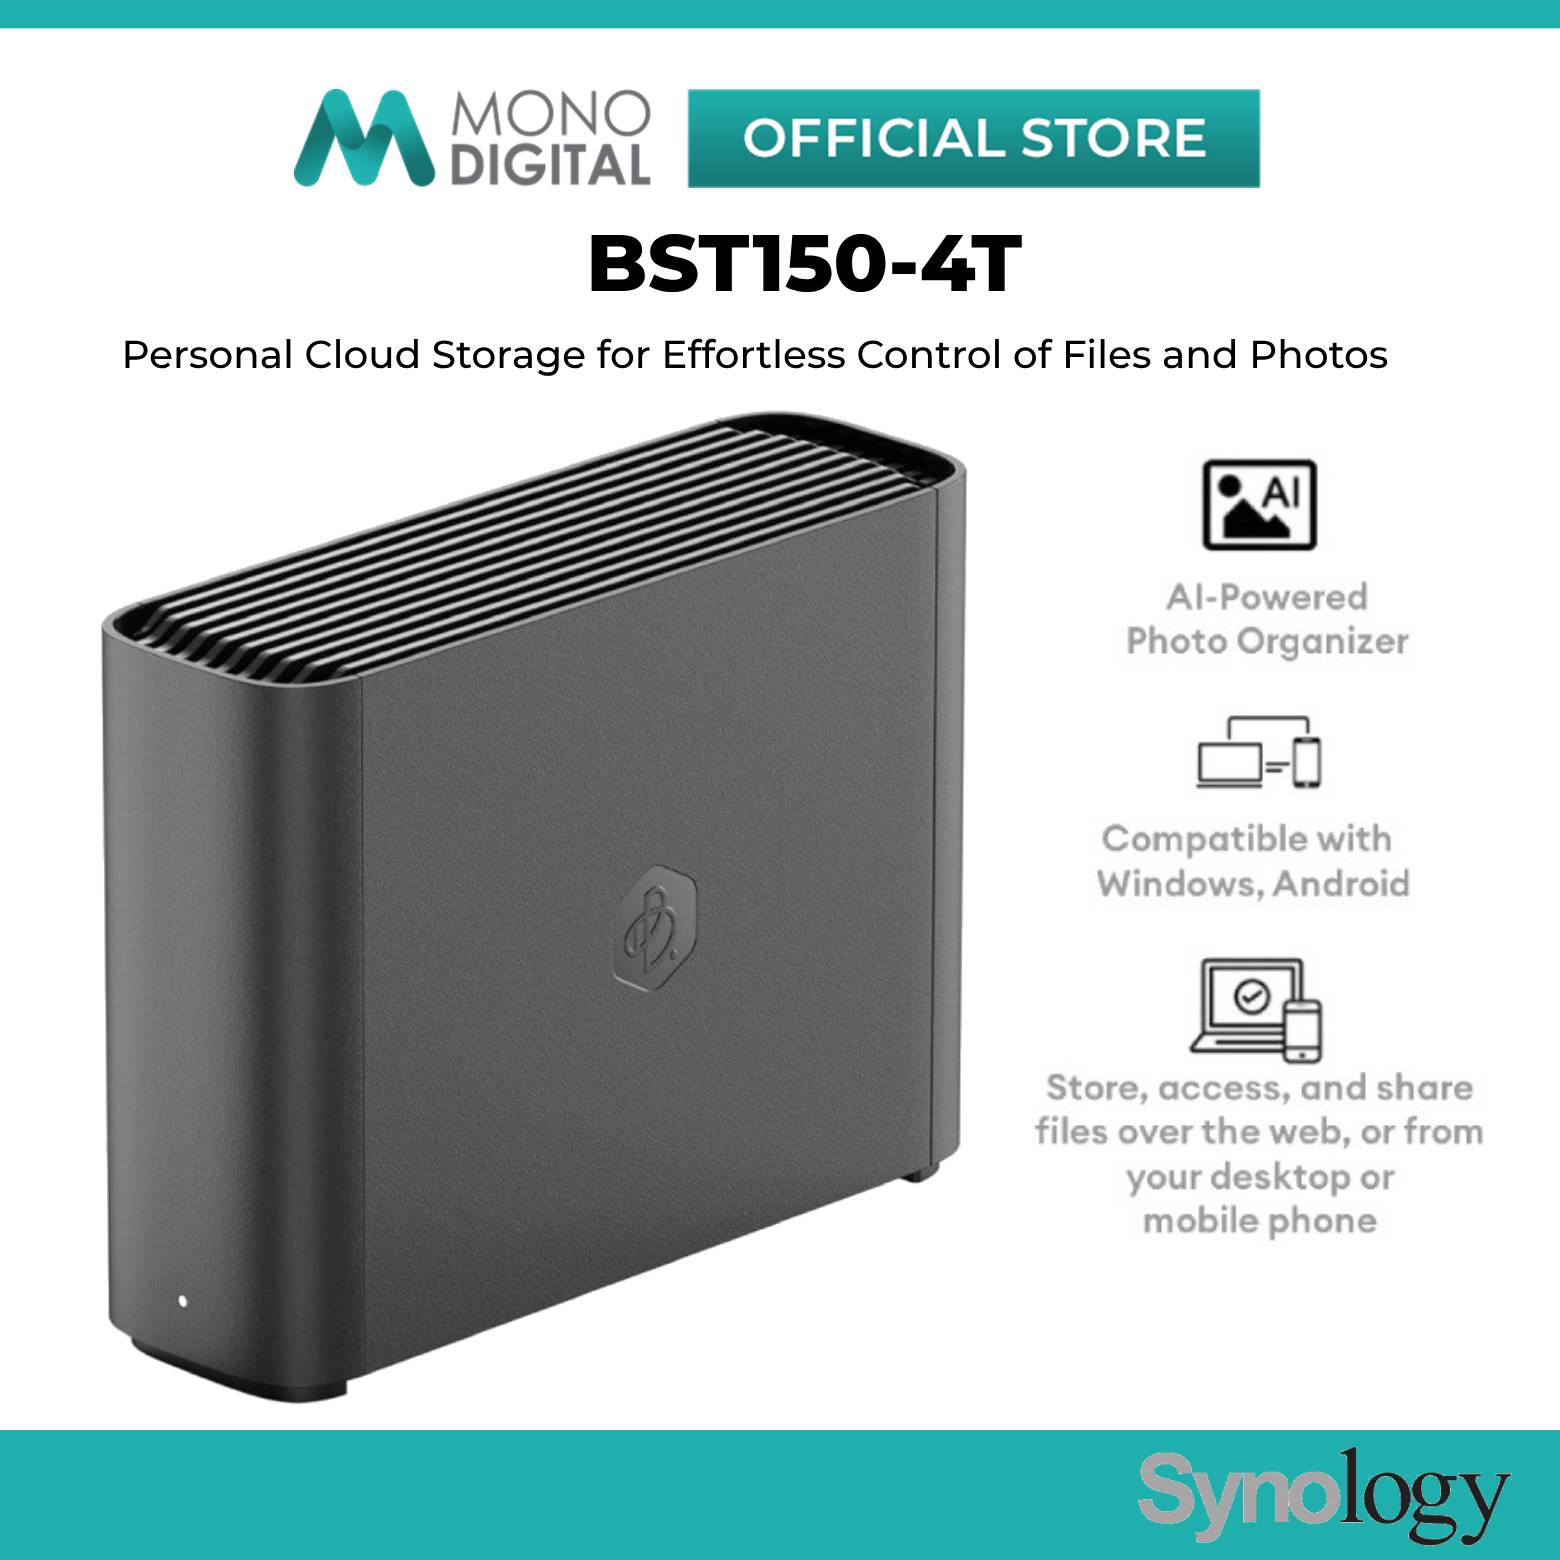 MONO
DIGITAL
OFFICIAL STORE
BST150-4T
Personal Cloud Storage for Effortless Control of Files and Photos
AI
AI-Powered
Photo Organizer
Compatible with
Windows, Android
Store, access, and share
files over the web, or from
your desktop or
mobile phone
Synology